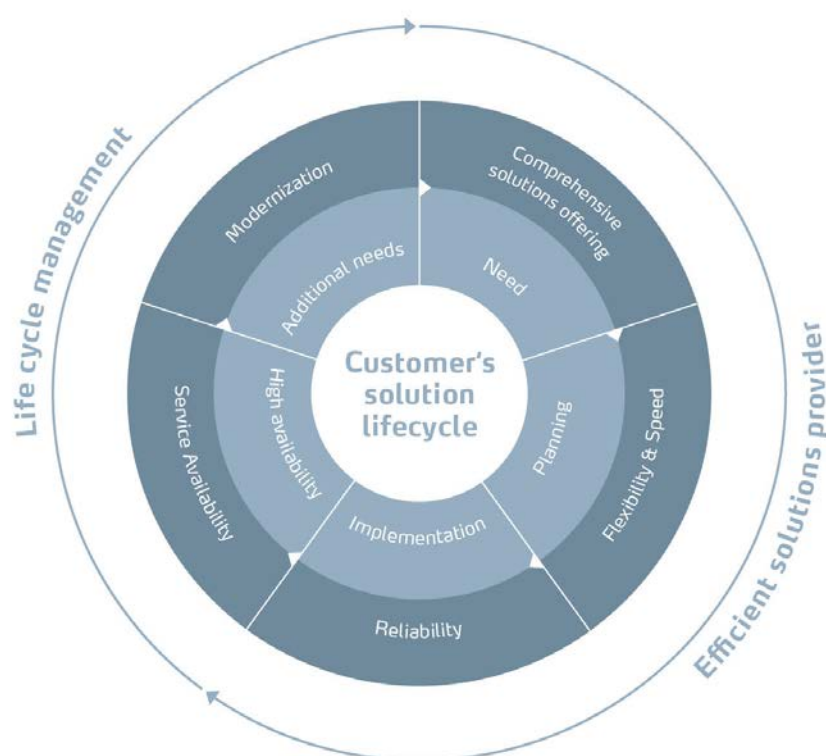 Life cycle management
Efficient solutions provider
Modernization
Comprehensive
solutions offering
Additional needs
Need
Customer's
solution
lifecycle
Service Availability
High availability
Planning
Flexibility & Speed
Implementation
Reliability